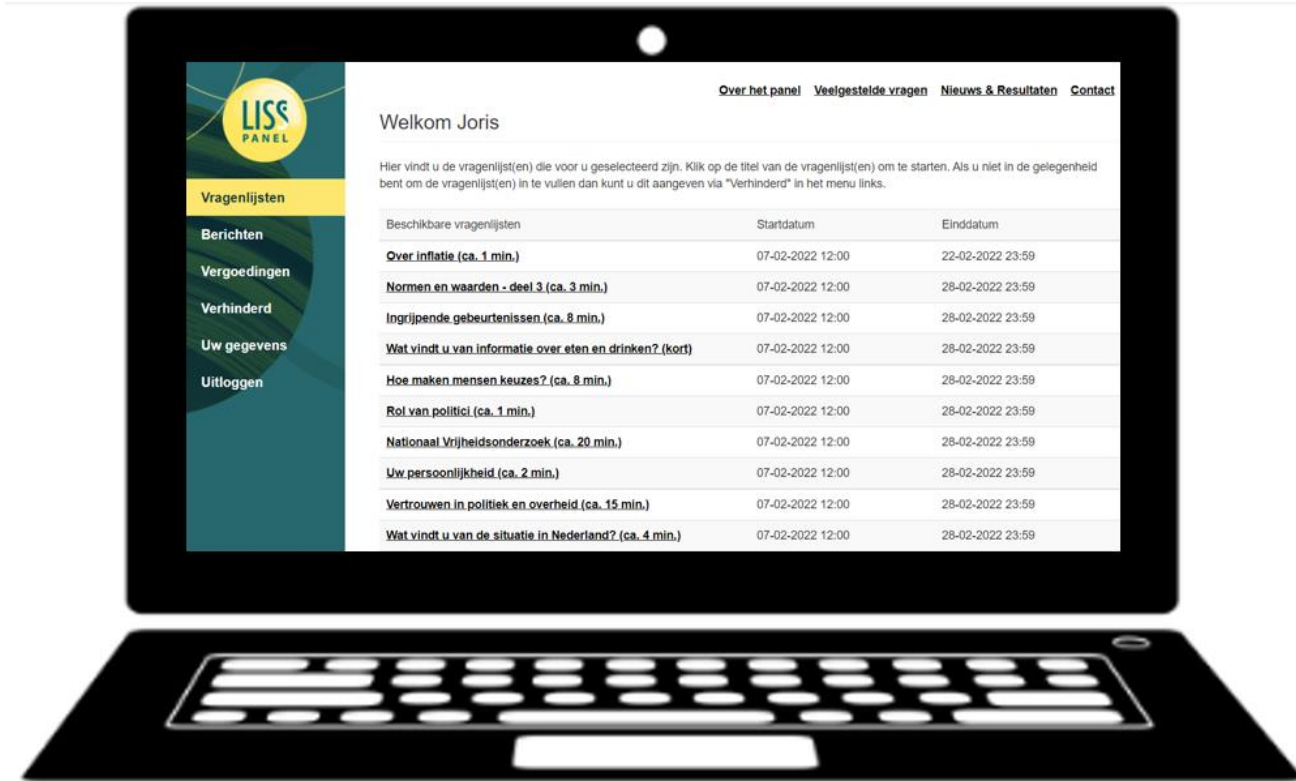 LISS
PANEL
Vragenlijsten
Berichten
Vergoedingen
Verhinderd
Uw gegevens
Uitloggen
Over het panel Veelgestelde vragen Nieuws & Resultaten Contact
Welkom Joris
Hier vindt u de vragenlijst(en) die voor u geselecteerd zijn. Klik op de titel van de vragenlijst(en) om te starten. Als u niet in de gelegenheid
bent om de vragenlijst(en) in te vullen dan kunt u dit aangeven via "Verhinderd" in het menu links.
Beschikbare vragenlijsten Startdatum Einddatum
Over inflatie (ca. 1 min.) 07-02-2022 12:00 22-02-2022 23:59
Normen en waarden - deel 3 (ca. 3 min.) 07-02-2022 12:00 28-02-2022 23:59
Ingrijpende gebeurtenissen (ca. 8 min.) 07-02-2022 12:00 28-02-2022 23:59
Wat vindt u van informatie over eten en drinken? (kort) 07-02-2022 12:00 28-02-2022 23:59
Hoe maken mensen keuzes? (ca. 8 min.) 07-02-2022 12:00 28-02-2022 23:59
Rol van politici (ca. 1 min.) 07-02-2022 12:00 28-02-2022 23:59
Nationaal Vrijheidsonderzoek (ca. 20 min.) 07-02-2022 12:00 28-02-2022 23:59
Uw persoonlijkheid (ca. 2 min.) 07-02-2022 12:00 28-02-2022 23:59
Vertrouwen in politiek en overheid (ca. 15 min.) 07-02-2022 12:00 28-02-2022 23:59
Wat vindt u van de situatie in Nederland? (ca. 4 min.) 07-02-2022 12:00 28-02-2022 23:59